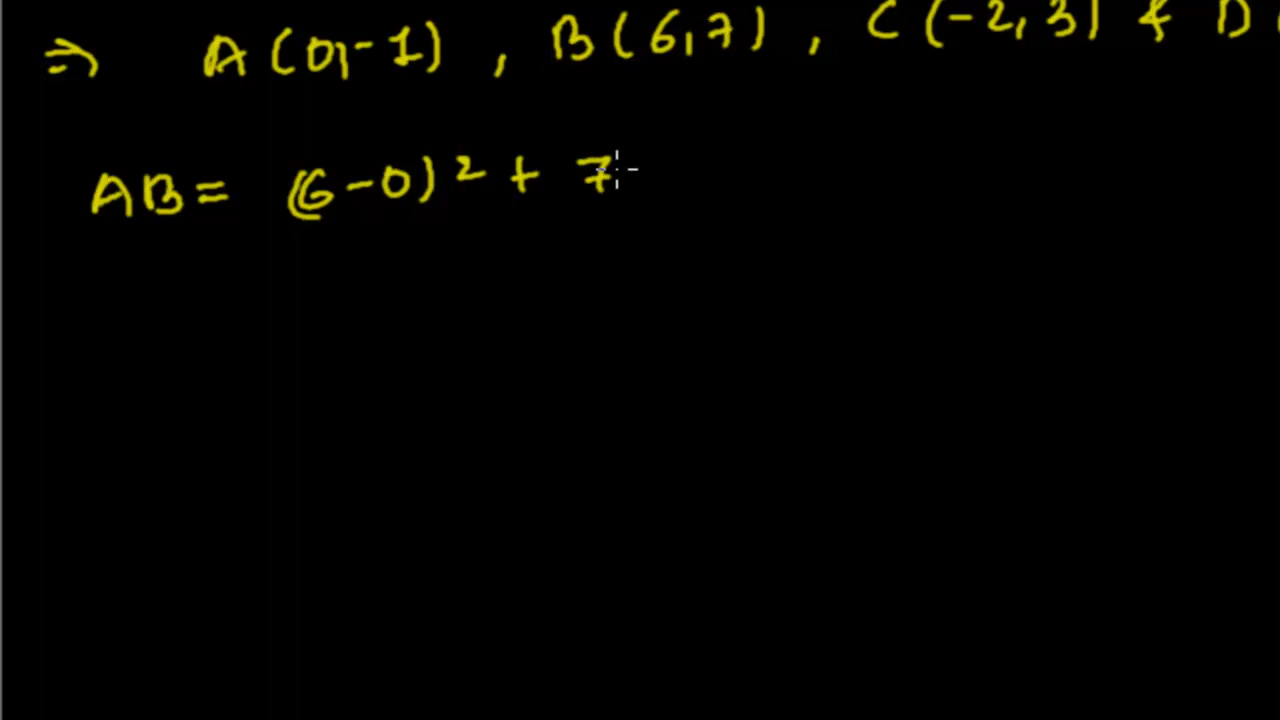 ⇒ A(0,-1) , B(6,7) , C(-2,3) & D(
AB = (6-0)² + 7